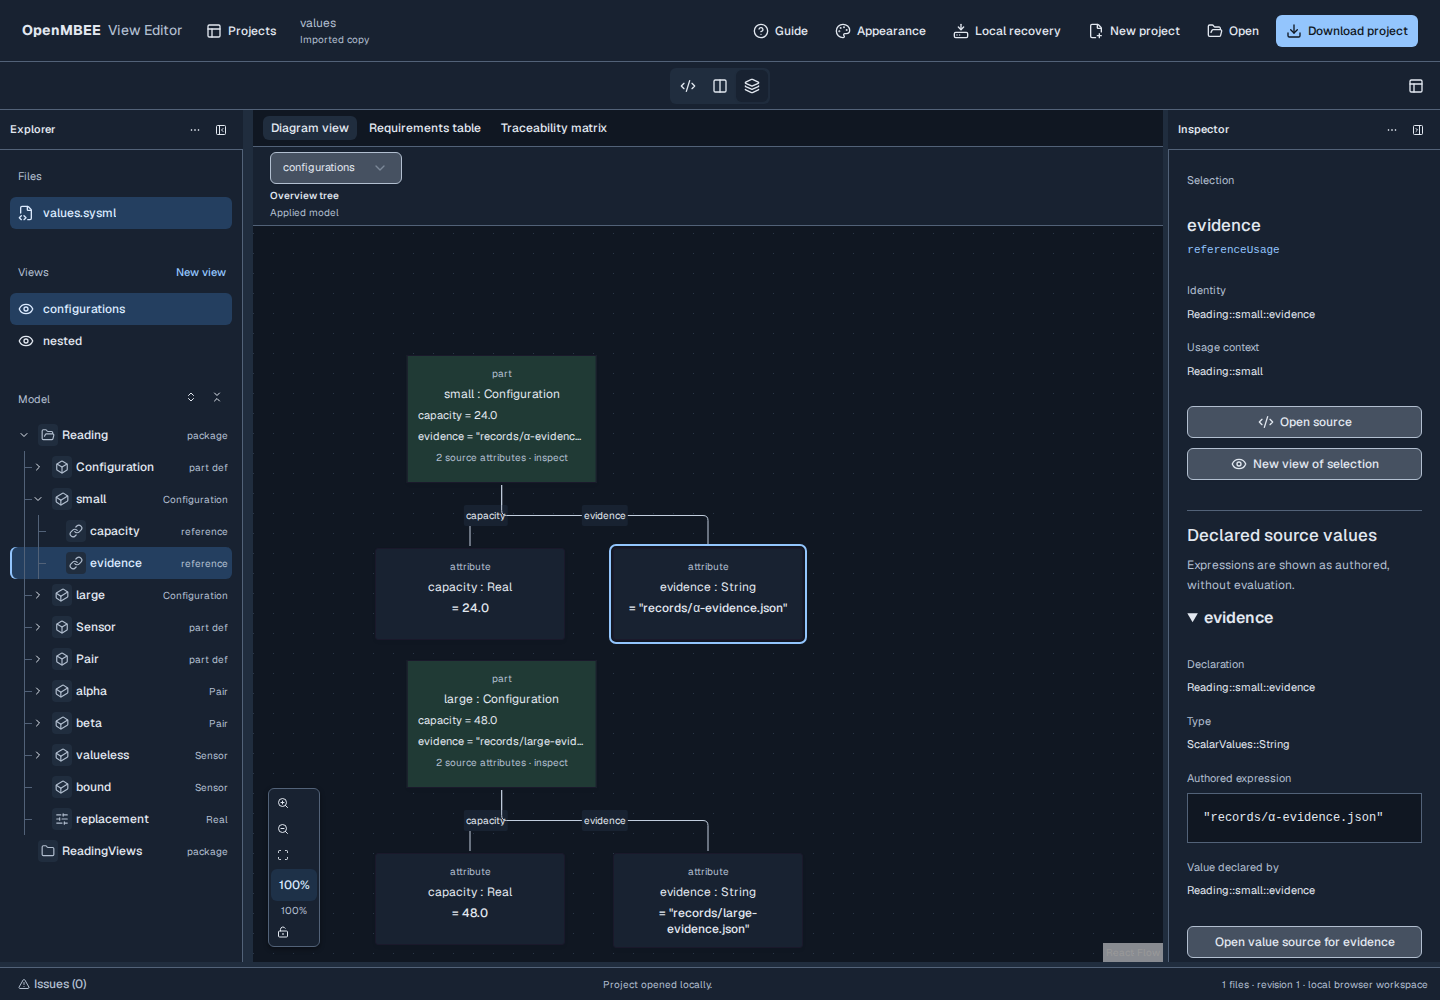 OpenMBEE View Editor
Projects
values
Imported copy
Guide
Appearance
Local recovery
New project
Open
Download project
Explorer
Files
values.sysml
Views
New view
configurations
nested
Model
Reading package
Configuration part def
small Configuration
capacity reference
evidence reference
large Configuration
Sensor part def
Pair part def
alpha Pair
beta Pair
valueless Sensor
bound Sensor
replacement Real
ReadingViews package
Diagram view
Requirements table
Traceability matrix
configurations
Overview tree
Applied model
part
small : Configuration
capacity = 24.0
evidence = "records/α-evidenc...
2 source attributes · inspect
capacity
evidence
attribute
capacity : Real
= 24.0
attribute
evidence : String
= "records/α-evidence.json"
part
large : Configuration
capacity = 48.0
evidence = "records/large-evid...
2 source attributes · inspect
capacity
evidence
attribute
capacity : Real
= 48.0
attribute
evidence : String
= "records/large-
evidence.json"
100%
100%
React Flow
Inspector
Selection
evidence
referenceUsage
Identity
Reading::small::evidence
Usage context
Reading::small
Open source
New view of selection
Declared source values
Expressions are shown as authored,
without evaluation.
evidence
Declaration
Reading::small::evidence
Type
ScalarValues::String
Authored expression
"records/α-evidence.json"
Value declared by
Reading::small::evidence
Open value source for evidence
Issues (0)
Project opened locally.
1 files · revision 1 · local browser workspace